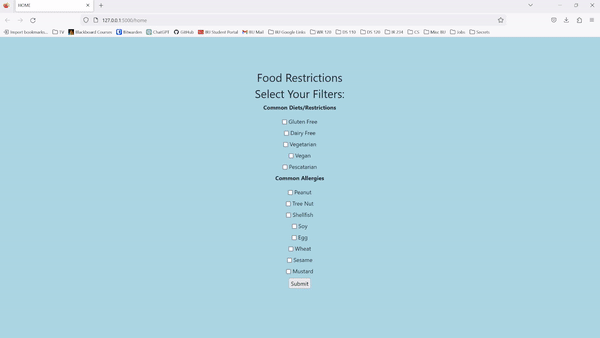 HOME
127.0.0.1:5000/home
Import bookmarks... TV Blackboard Courses Bitwarden ChatGPT GitHub BU Student Portal BU Mail BU Google Links WR 120 DS 110 DS 120 IR 234 CS Misc BU Jobs Secrets
Food Restrictions
Select Your Filters:
Common Diets/Restrictions
Gluten Free
Dairy Free
Vegetarian
Vegan
Pescatarian
Common Allergies
Peanut
Tree Nut
Shellfish
Soy
Egg
Wheat
Sesame
Mustard
Submit